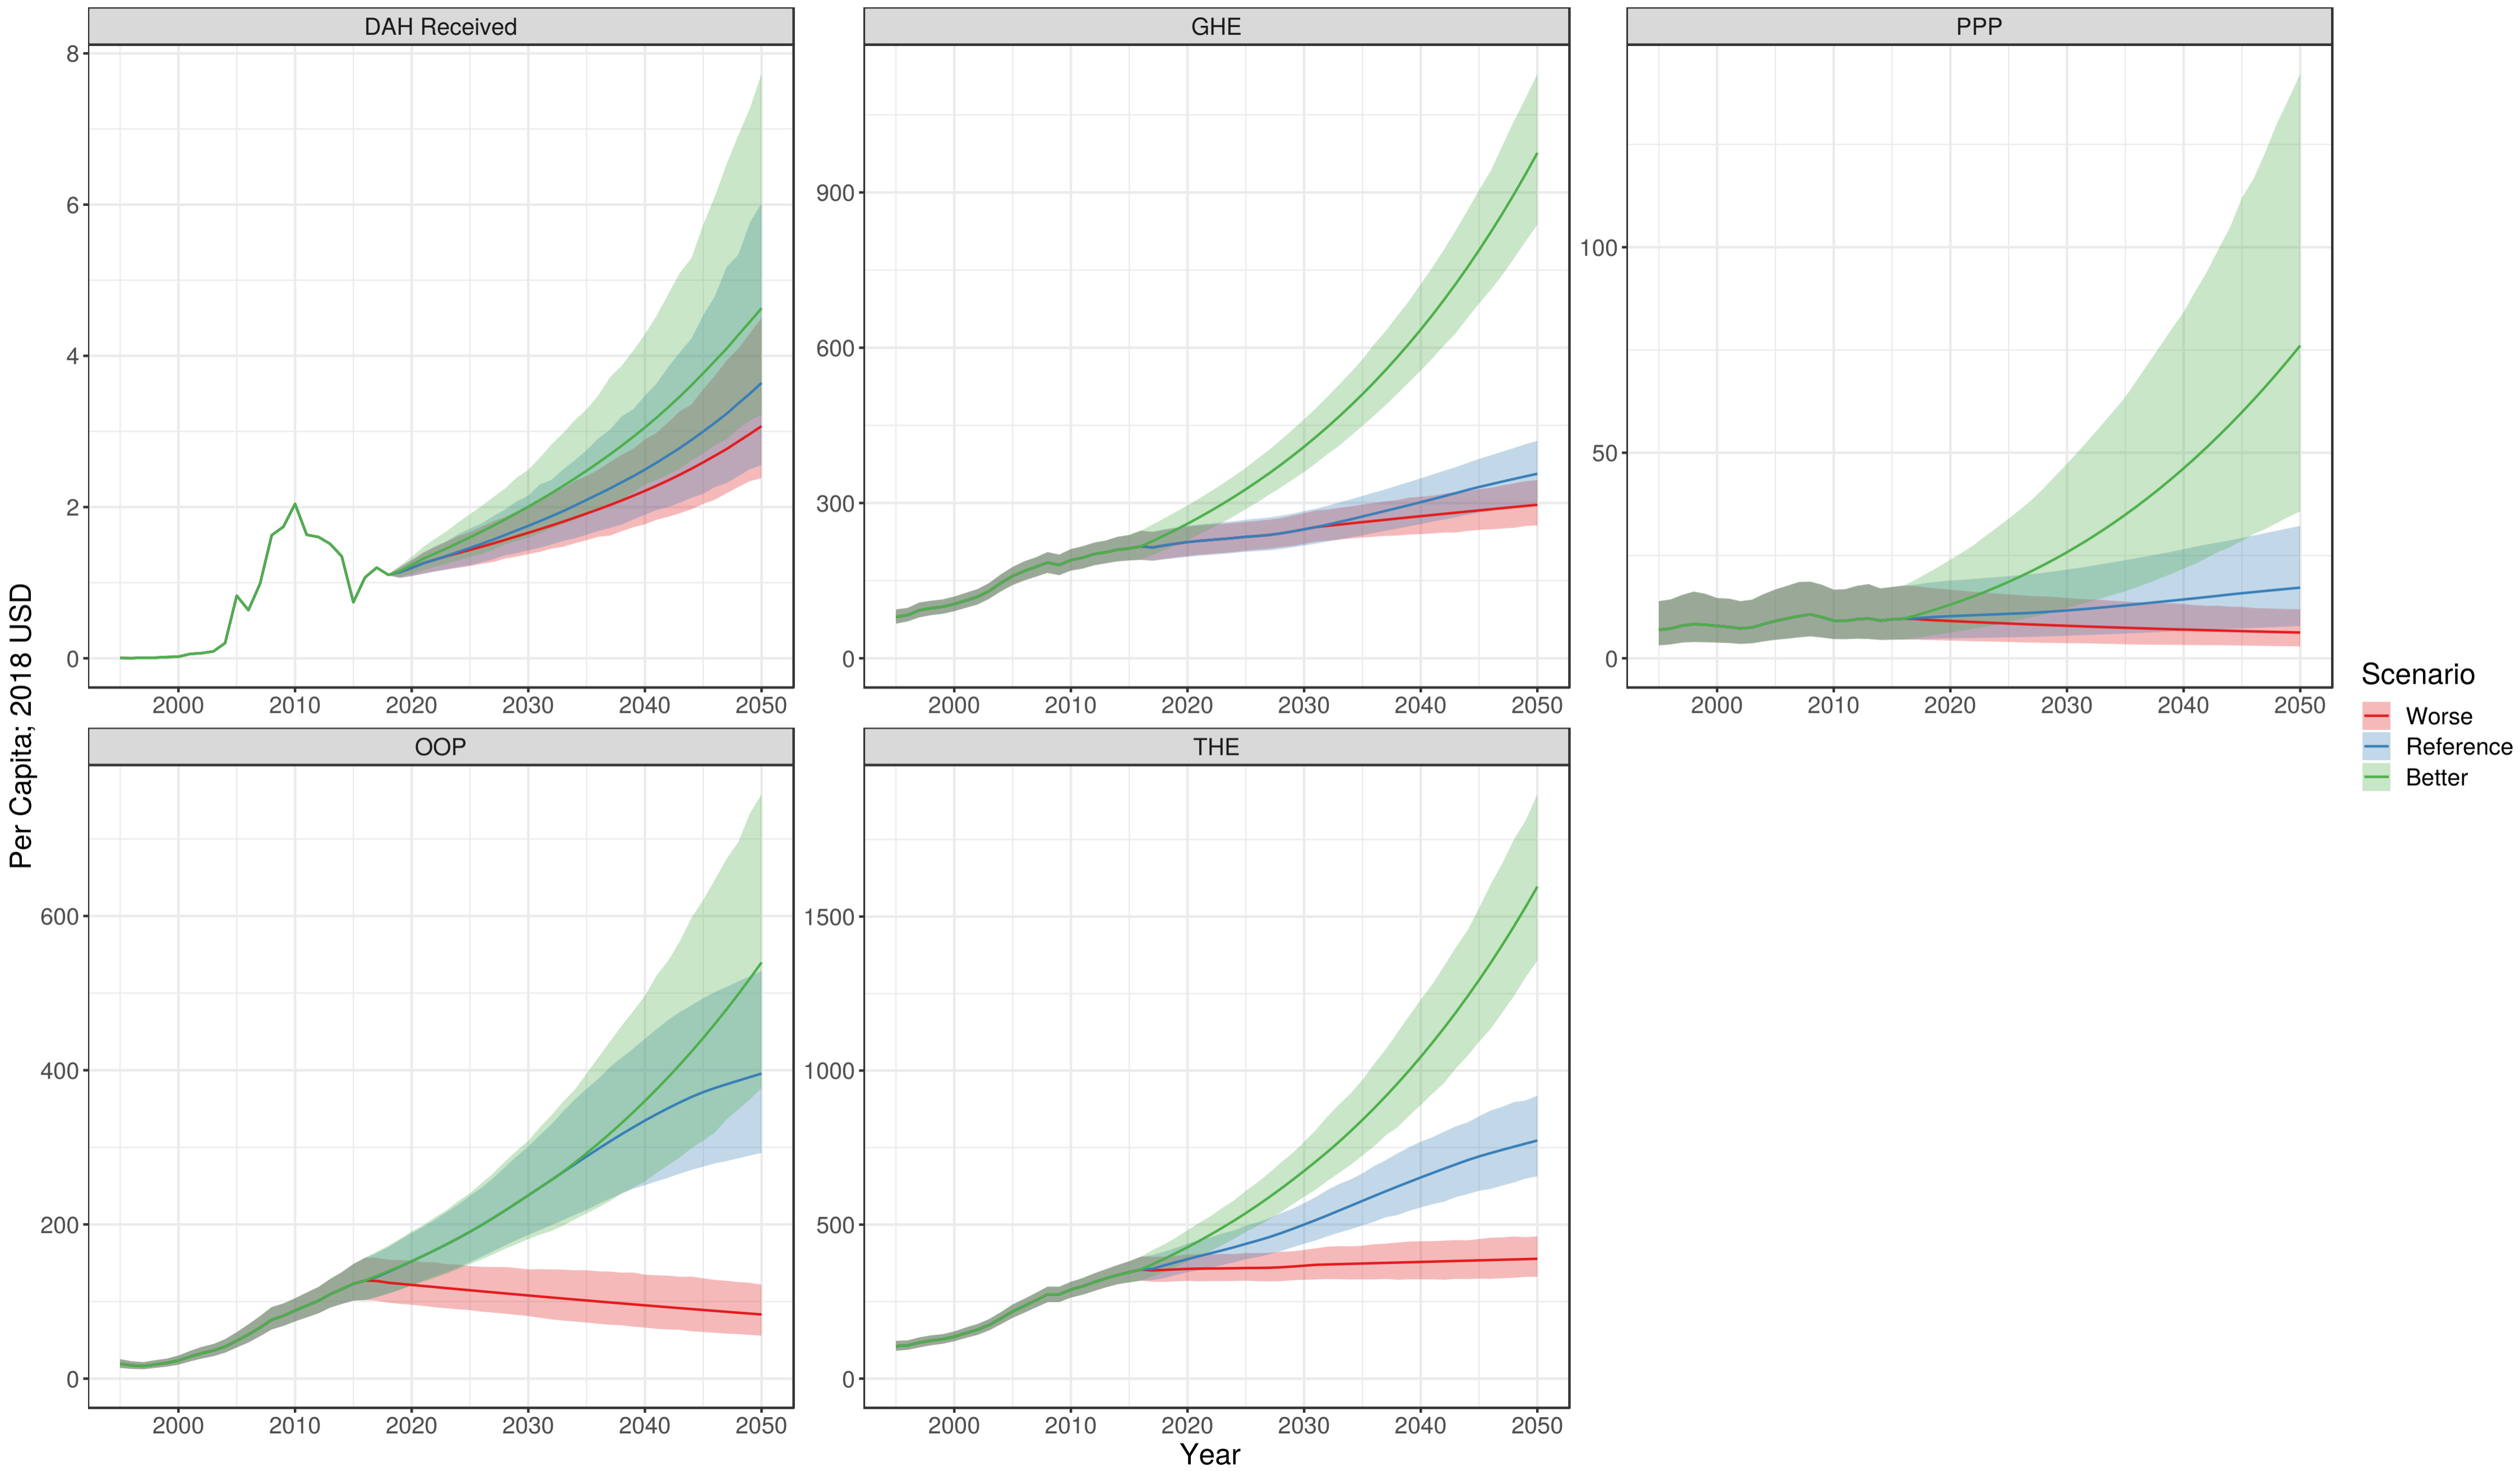 DAH Received
GHE
PPP
8
6
4
2
0
900
600
300
0
100
50
0
2000 2010 2020 2030 2040 2050
2000 2010 2020 2030 2040 2050
2000 2010 2020 2030 2040 2050
OOP
THE
600
400
200
0
1500
1000
500
0
2000 2010 2020 2030 2040 2050
2000 2010 2020 2030 2040 2050
Year
Per Capita; 2018 USD
Scenario
Worse
Reference
Better